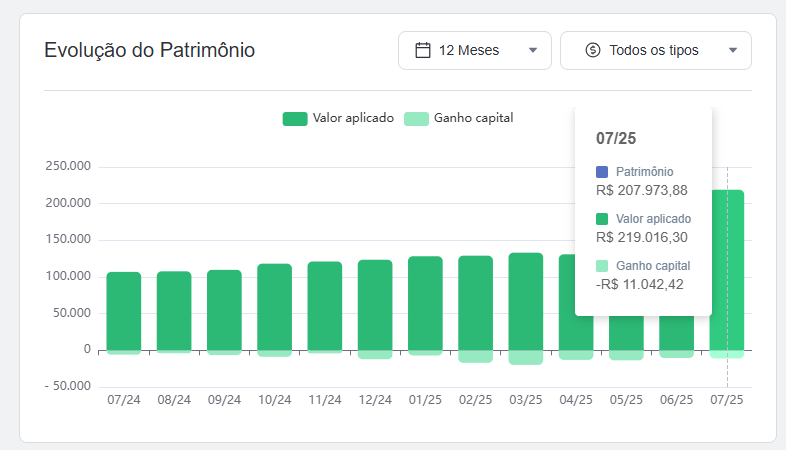 Evolução do Patrimônio
12 Meses
Todos os tipos
Valor aplicado
Ganho capital
07/25
Patrimônio
R$ 207.973,88
Valor aplicado
R$ 219.016,30
Ganho capital
-R$ 11.042,42
250.000
200.000
150.000
100.000
50.000
0
- 50.000
07/24 08/24 09/24 10/24 11/24 12/24 01/25 02/25 03/25 04/25 05/25 06/25 07/25